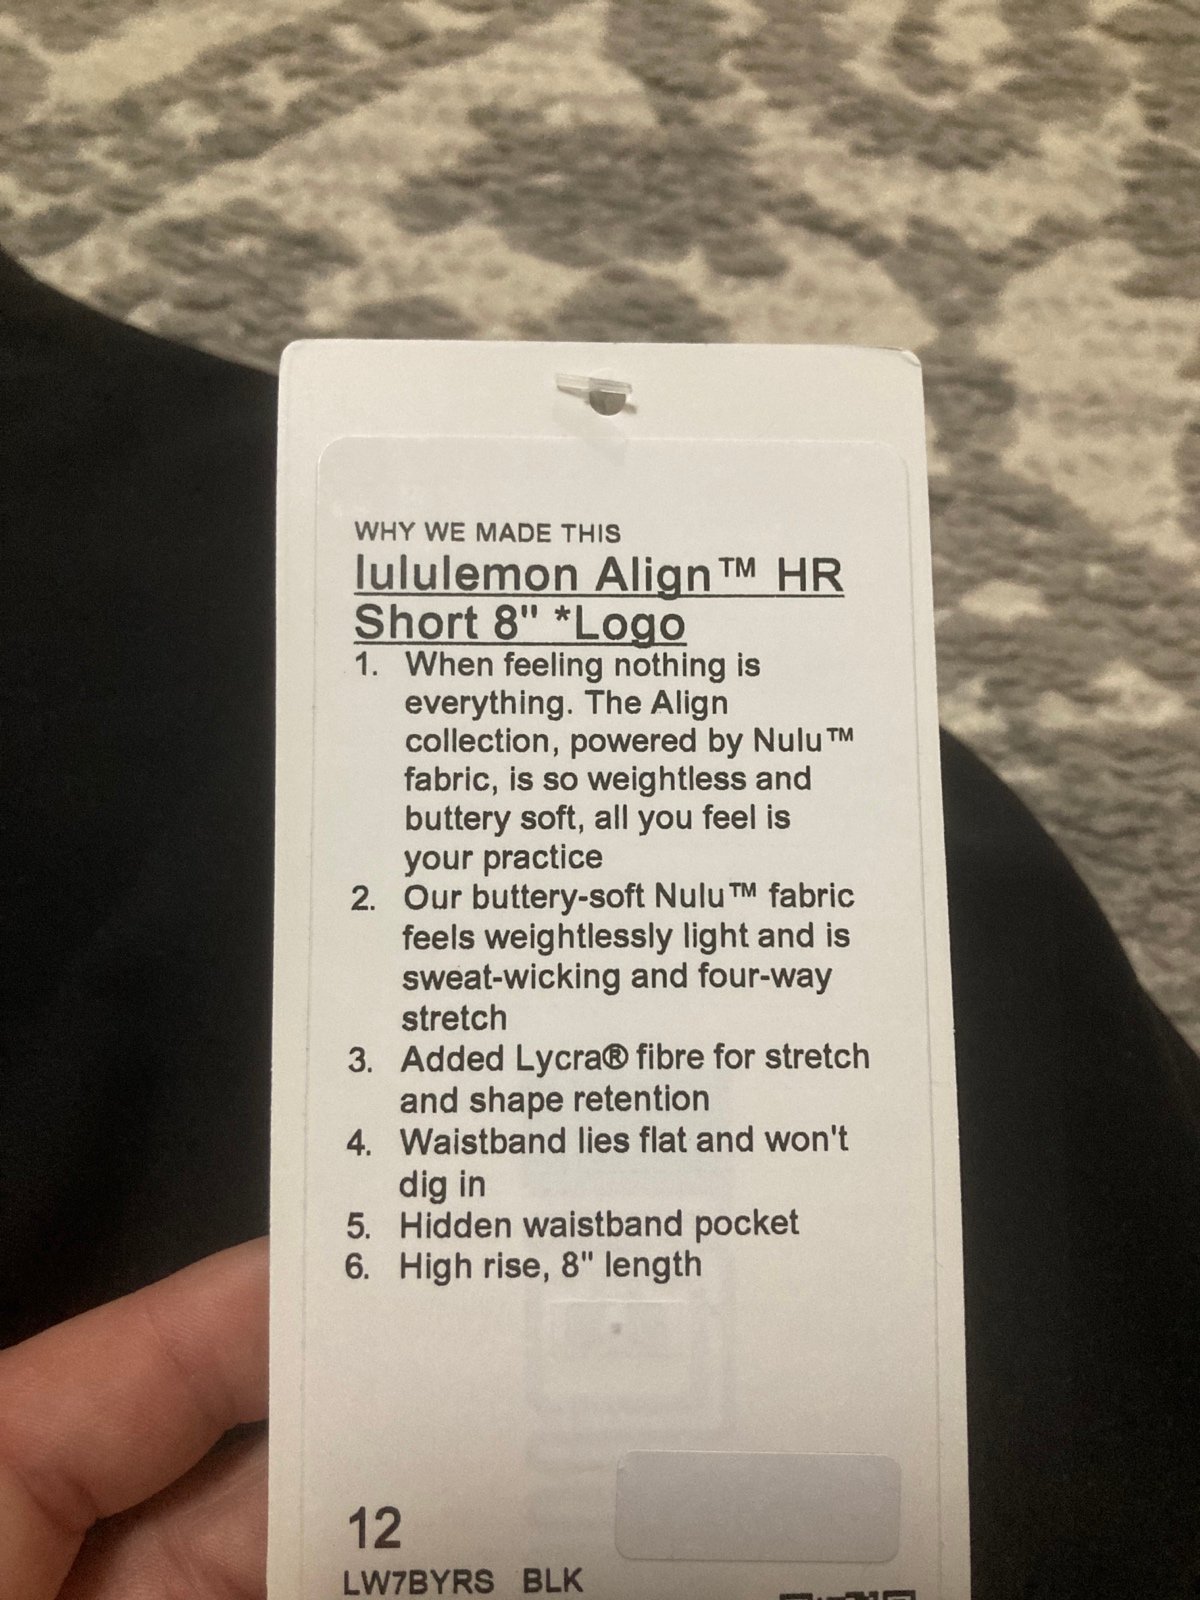 WHY WE MADE THIS
lululemon Align™ HR
Short 8" *Logo
1. When feeling nothing is
everything. The Align
collection, powered by Nulu™
fabric, is so weightless and
buttery soft, all you feel is
your practice
2. Our buttery-soft Nulu™ fabric
feels weightlessly light and is
sweat-wicking and four-way
stretch
3. Added Lycra® fibre for stretch
and shape retention
4. Waistband lies flat and won't
dig in
5. Hidden waistband pocket
6. High rise, 8" length
12
LW7BYRS BLK